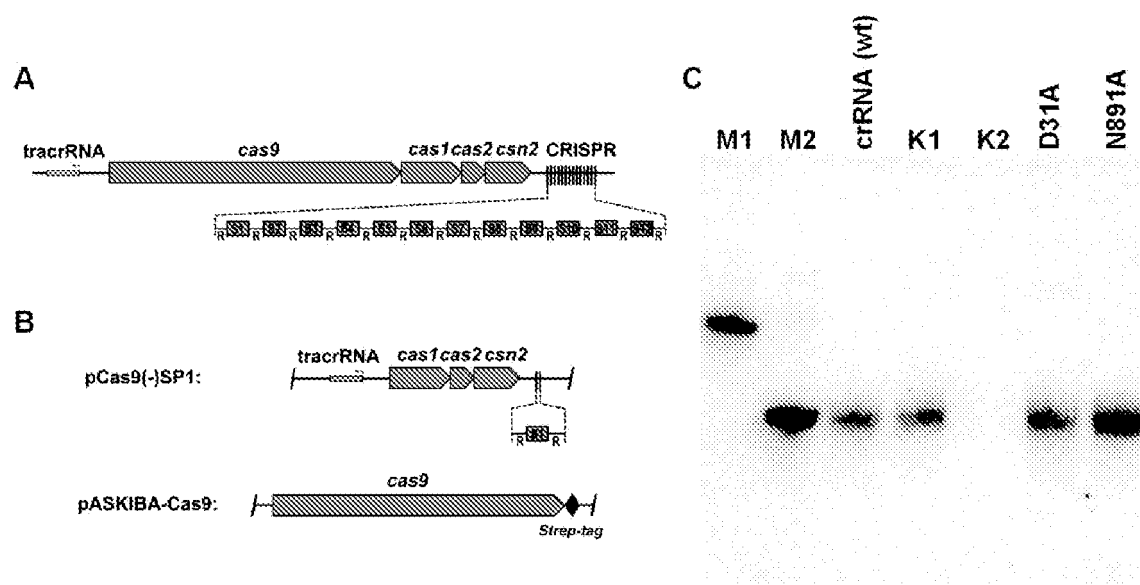 A
tracrRNA
cas9
cas1 cas2 csn2
CRISPR
R R R R R R R R R R R R R
B
pCas9(-)SP1:
tracrRNA
cas1 cas2 csn2
R R
pASKIBA-Cas9:
cas9
Strep-tag
C
M1
M2
crRNA (wt)
K1
K2
D31A
N891A